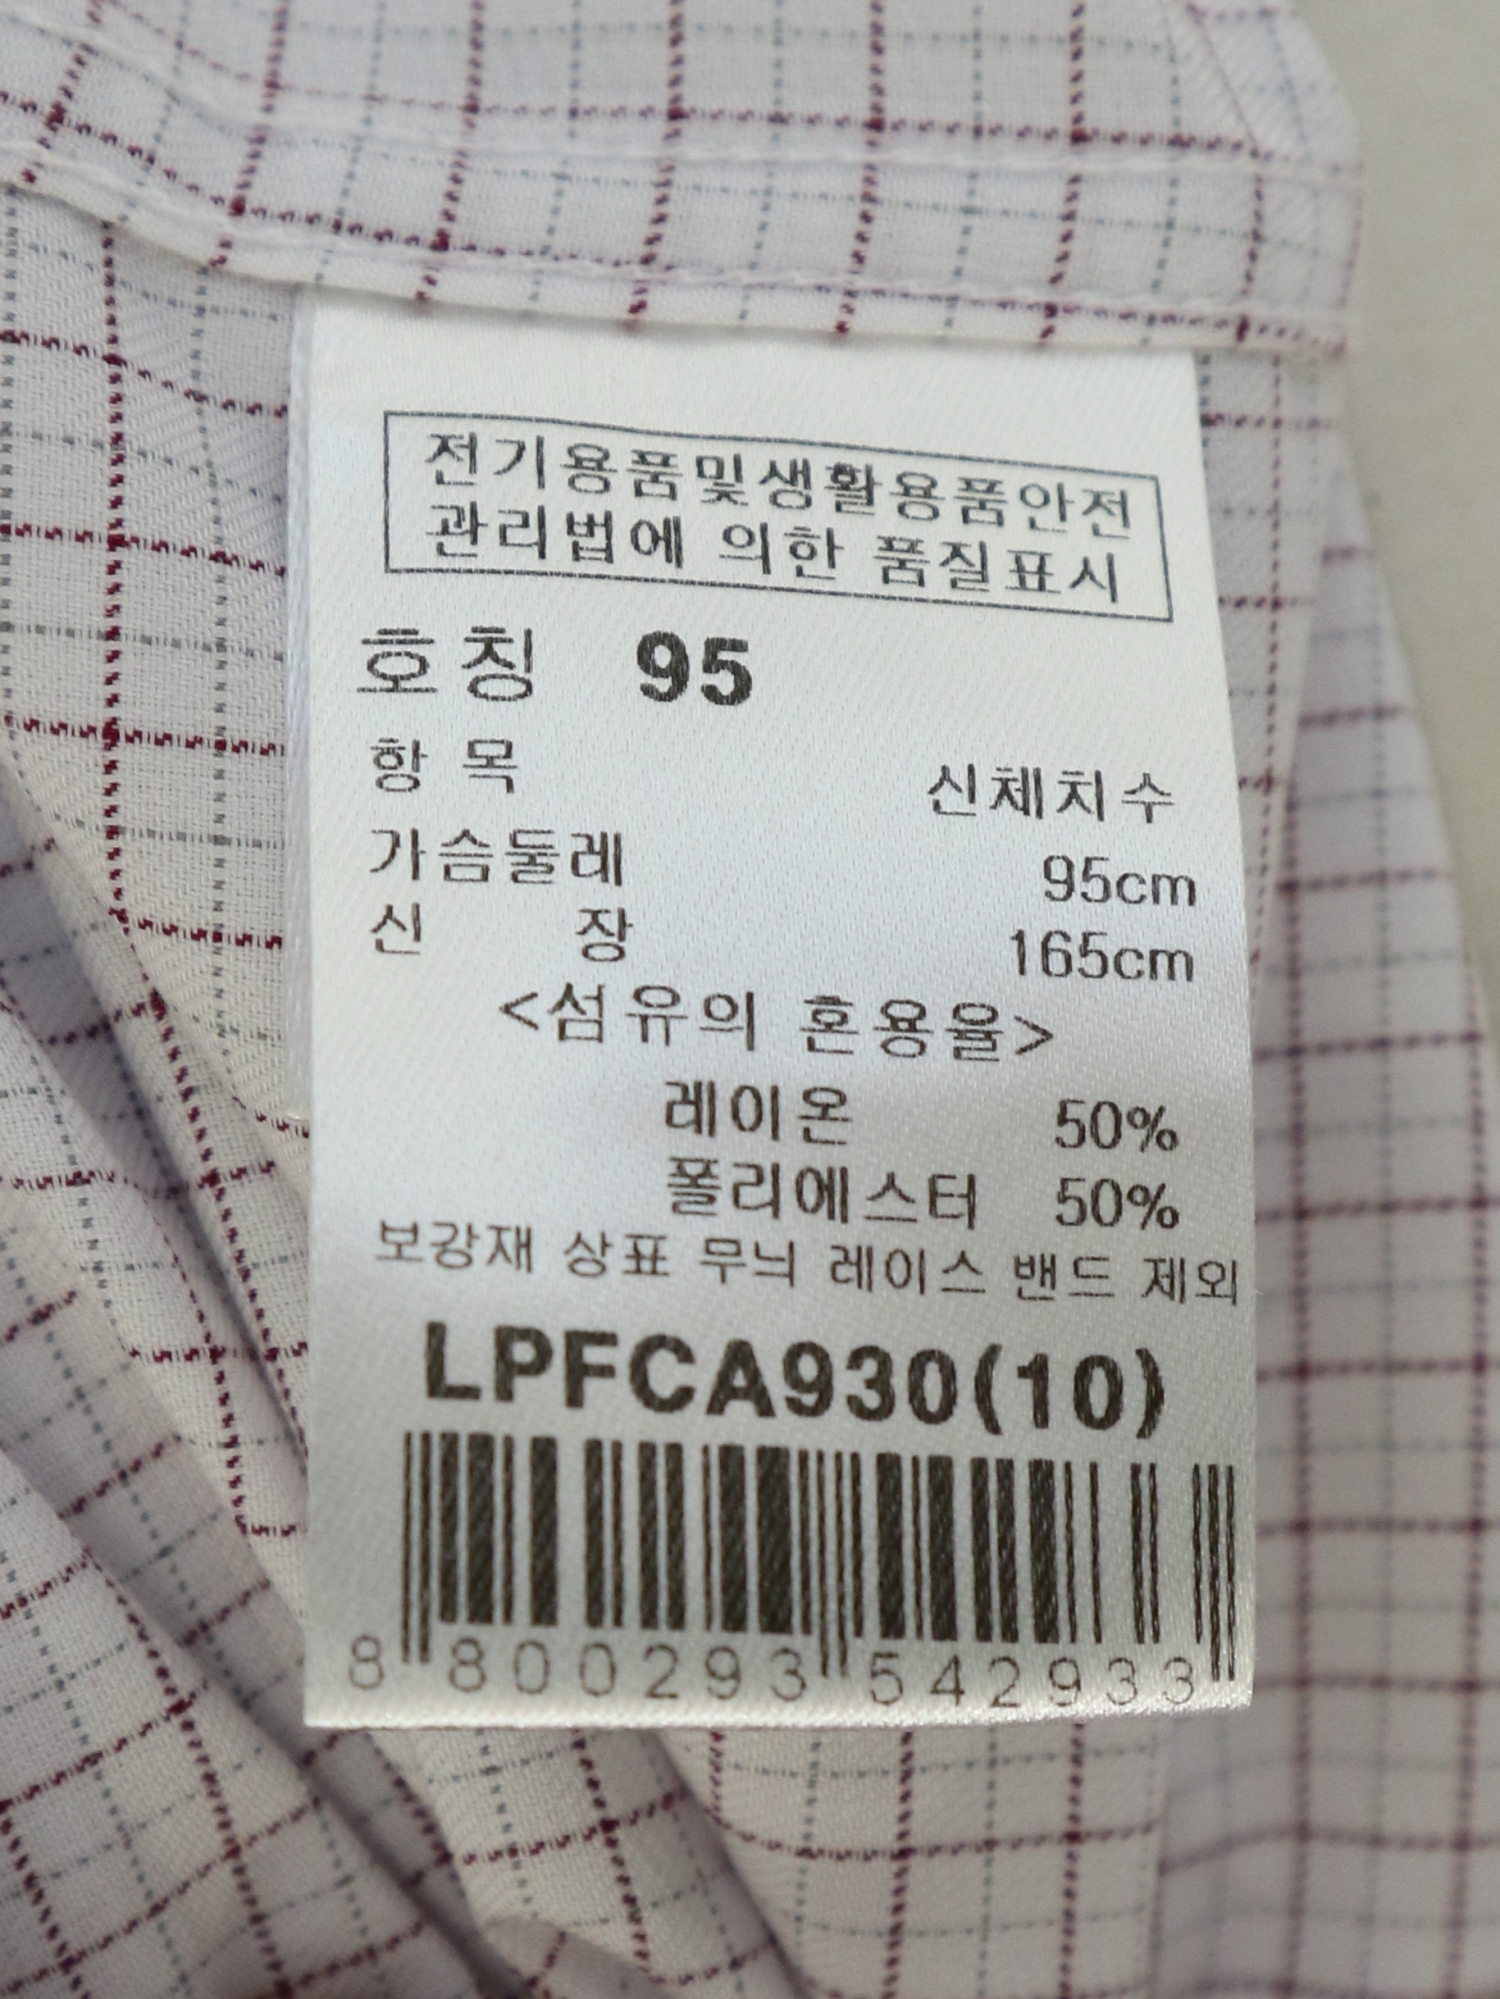 전기용품및생활용품안전
관리법에 의한 품질표시
호칭 95
항목 신체치수
가슴둘레 95cm
신 장 165cm
<섬유의 혼용율>
레이온 50%
폴리에스터 50%
보강재 상표 무늬 레이스 밴드 제외
LPFCA930(10)
8 800293 542933